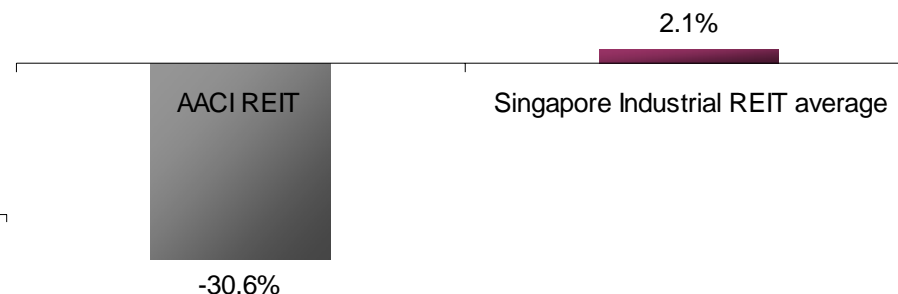 2.1%
AACI REIT
Singapore Industrial REIT average
-30.6%